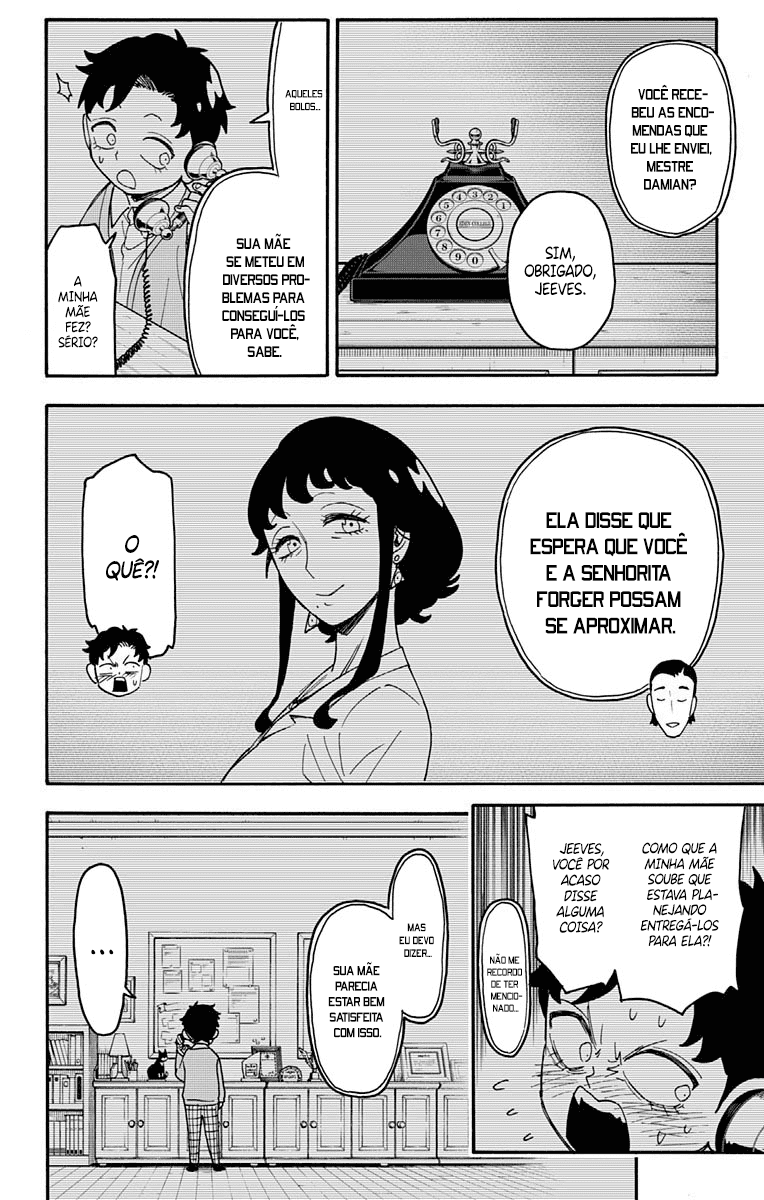 VOCÊ RECE-
BEU AS ENCO-
MENDAS QUE
EU LHE ENVIEI,
MESTRE
DAMIAN?
SIM,
OBRIGADO,
JEEVES.
AQUELES
BOLOS...
SUA MÃE
SE METEU EM
DIVERSOS PRO-
BLEMAS PARA
CONSEGUÍ-LOS
PARA VOCÊ,
SABE.
A
MINHA
MÃE
FEZ?
SÉRIO?
ELA DISSE QUE
ESPERA QUE VOCÊ
E A SENHORITA
FORGER POSSAM
SE APROXIMAR.
O
QUÊ?!
COMO QUE A
MINHA MÃE
SOUBE QUE
ESTAVA PLA-
NEJANDO
ENTREGÁ-LOS
PARA ELA?!
JEEVES,
VOCÊ POR
ACASO
DISSE
ALGUMA
COISA?
NÃO ME
RECORDO
DE TER
MENCIO-
NADO...
MAS
EU DEVO
DIZER...
SUA MÃE
PARECIA
ESTAR BEM
SATISFEITA
COM ISSO.
...